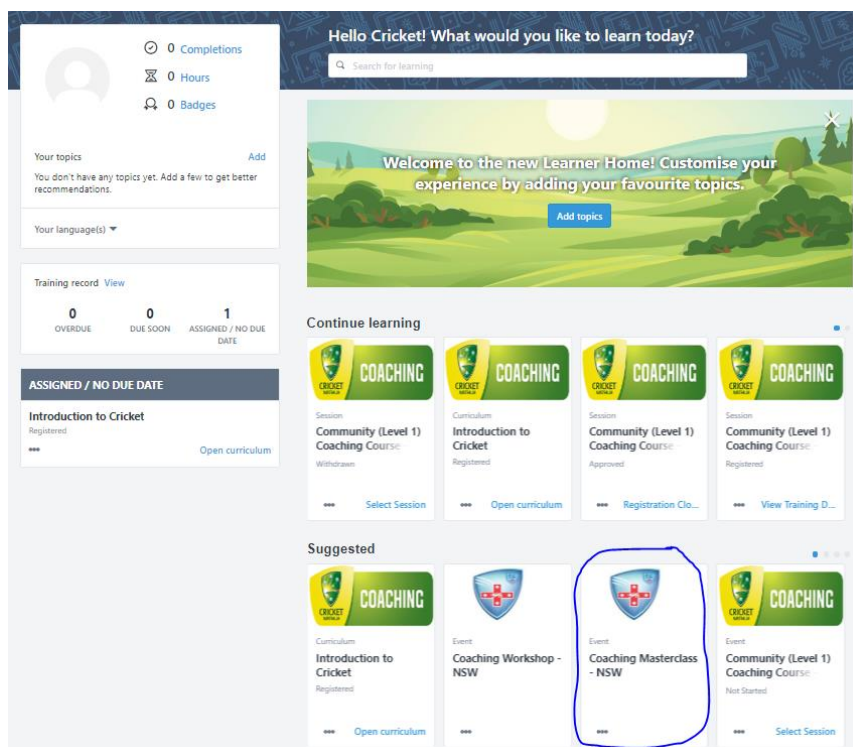 0 Completions
0 Hours
0 Badges
Your topics
Add
You don't have any topics yet. Add a few to get better
recommendations.
Your language(s)
Training record View
0
OVERDUE
0
DUE SOON
1
ASSIGNED / NO DUE
DATE
ASSIGNED / NO DUE DATE
Introduction to Cricket
Registered
Open curriculum
Hello Cricket! What would you like to learn today?
Search for learning
Welcome to the new Learner Home! Customise your
experience by adding your favourite topics.
Add topics
Continue learning
CRICKET
COACHING
Session
Community (Level 1)
Coaching Course
Withdrawn
Select Session
CRICKET
COACHING
Curriculum
Introduction to
Cricket
Registered
Open curriculum
CRICKET
COACHING
Session
Community (Level 1)
Coaching Course
Approved
Registration Clo...
CRICKET
COACHING
Session
Community (Level 1)
Coaching Course
Registered
View Training D...
Suggested
CRICKET
COACHING
Curriculum
Introduction to
Cricket
Registered
Open curriculum
Event
Coaching Workshop -
NSW
Event
Coaching Masterclass
- NSW
CRICKET
COACHING
Event
Community (Level 1)
Coaching Course
Not Started
Select Session